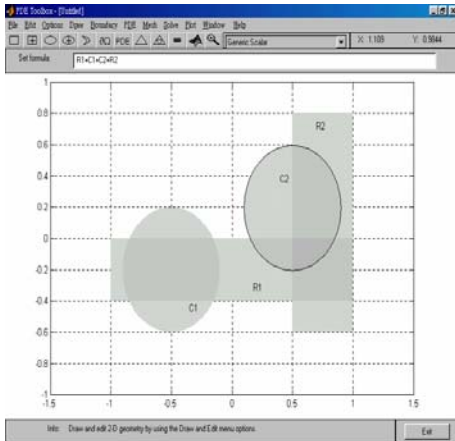 PDE Toolbox - [Untitled]
File Edit Options Draw Boundary PDE Mesh Solve Plot Window Help
PDE Generic Scalar X: 1.109 Y: 0.9844
Set formula: R1+C1+C2+R2
1
0.8 R2
0.6
0.4 C2
0.2
0
-0.2
R1
-0.4
C1
-0.6
-0.8
-1
-1.5 -1 -0.5 0 0.5 1 1.5
Info: Draw and edit 2-D geometry by using the Draw and Edit menu options.
Exit